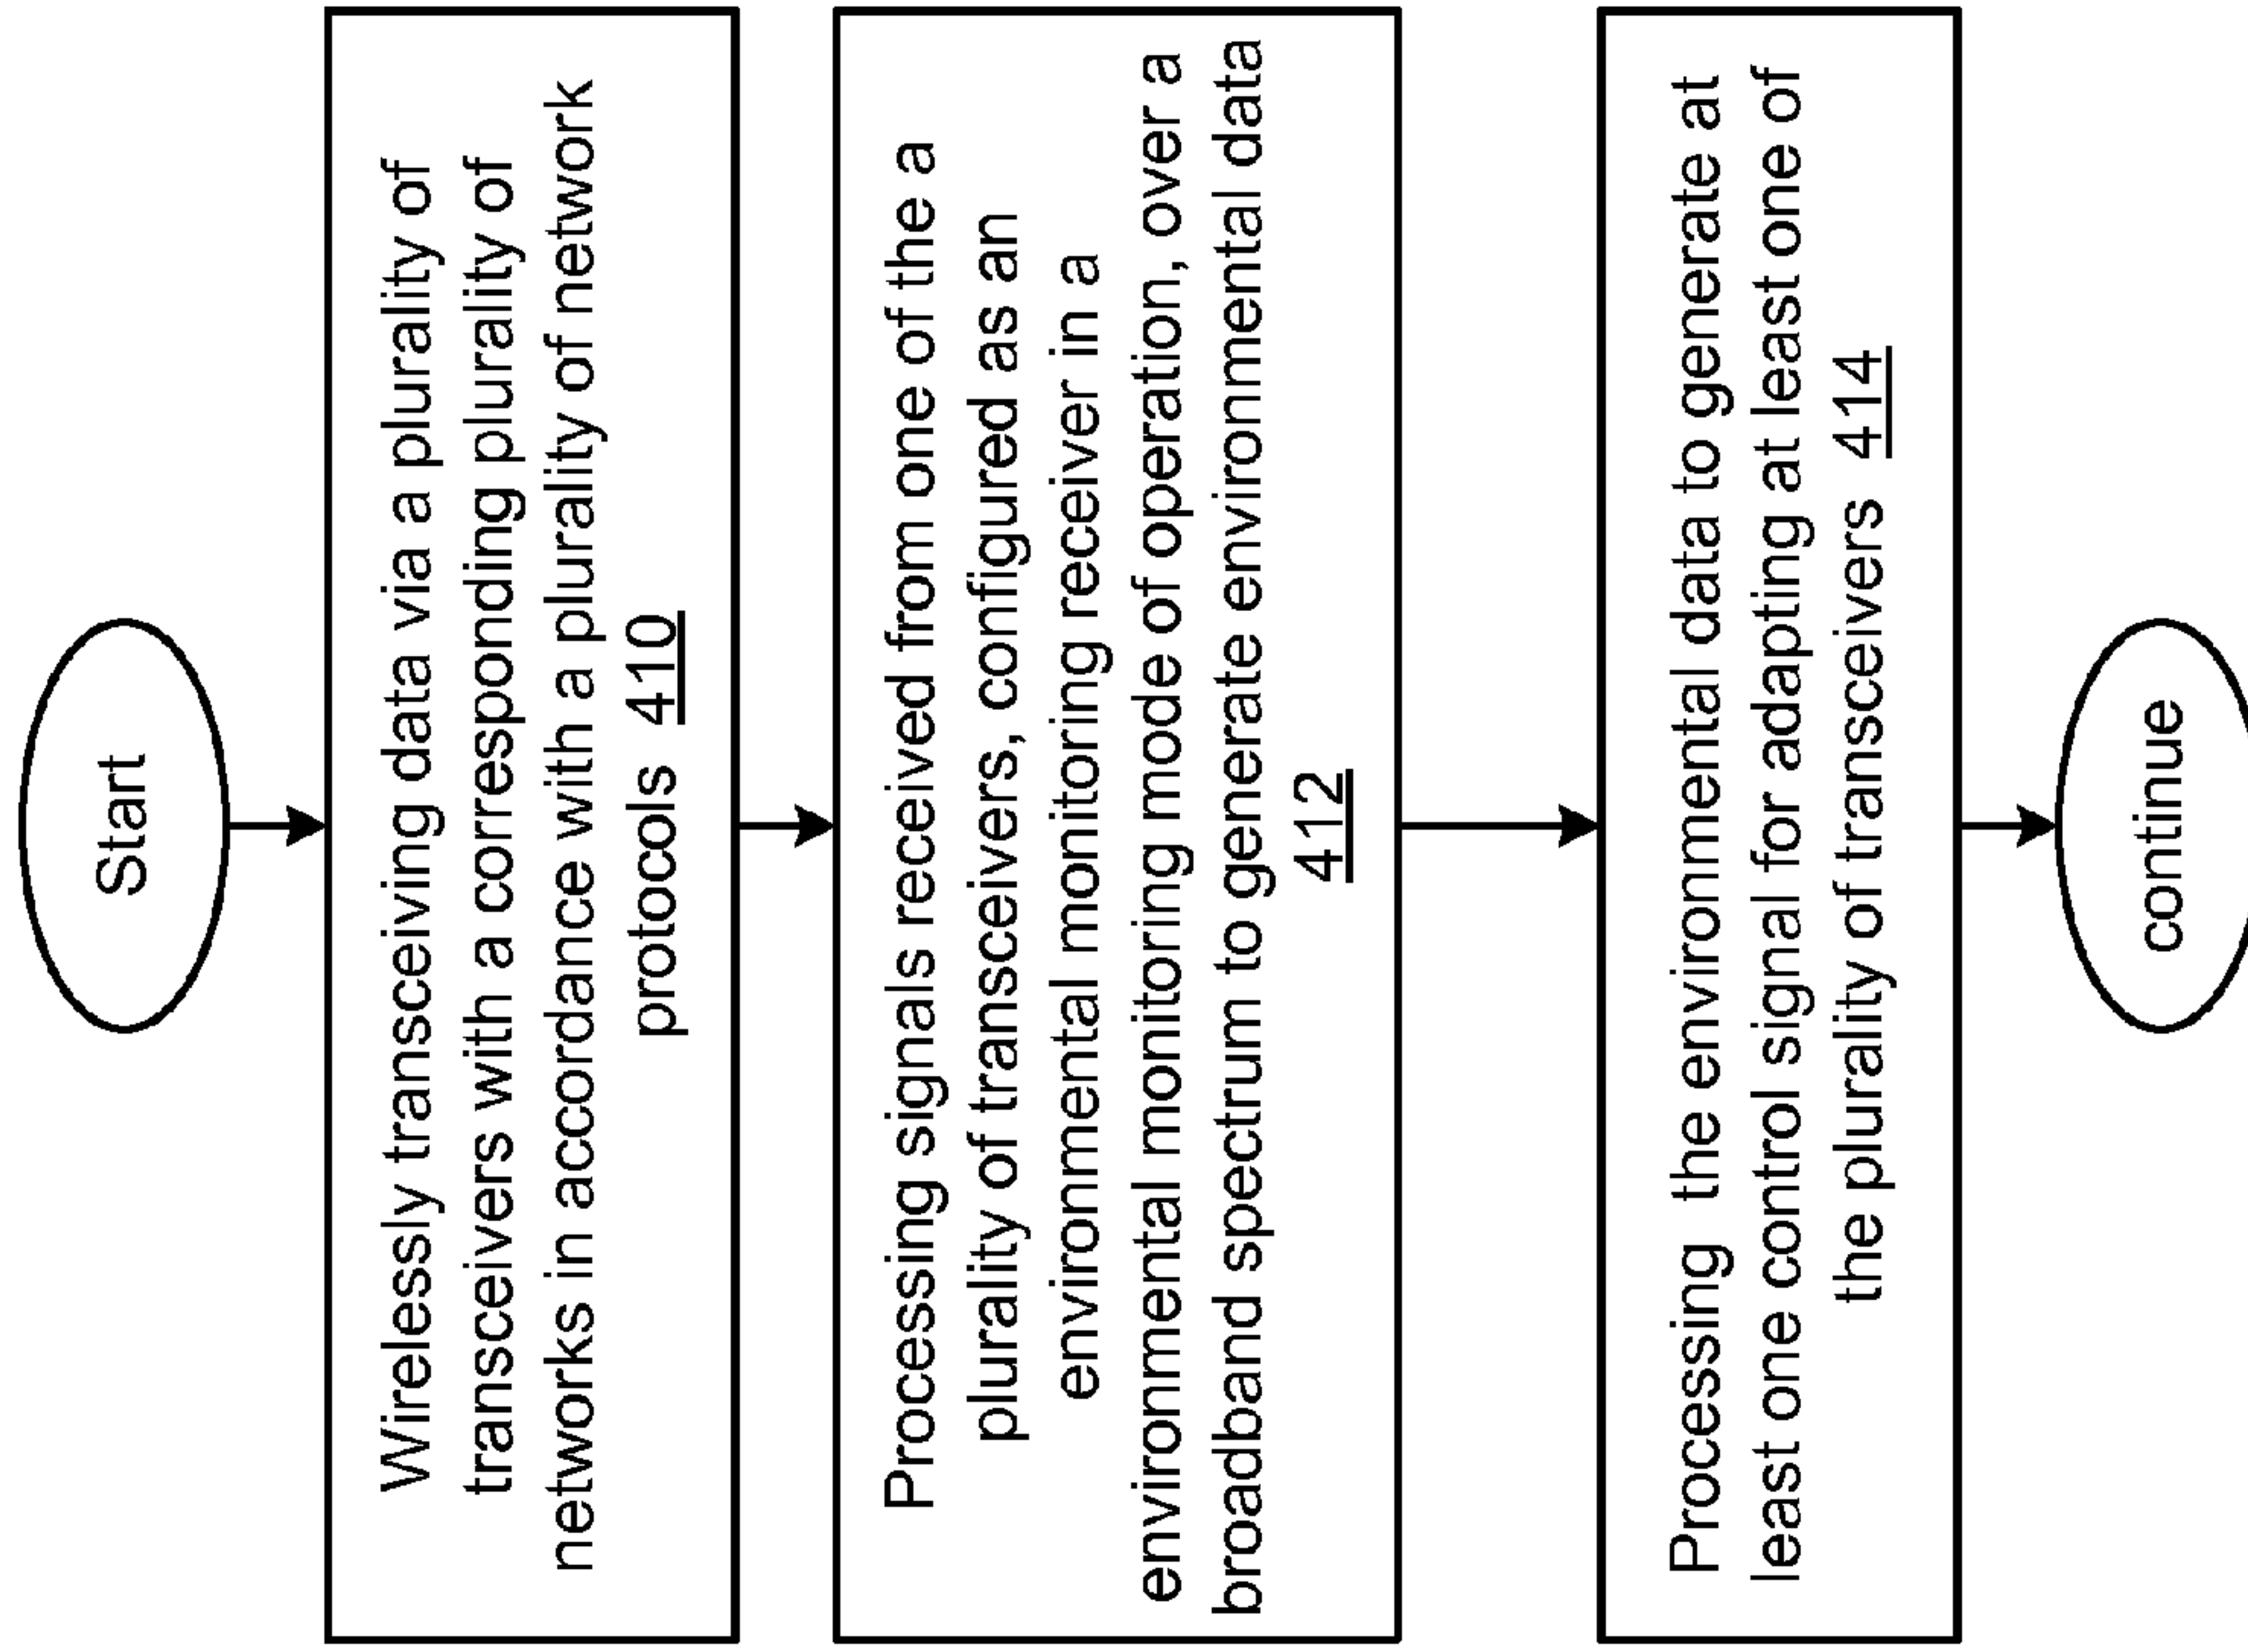 Start
Wirelessly transceiving data via a plurality of
transceivers with a corresponding plurality of
networks in accordance with a plurality of network
protocols 410
Processing signals received from one of the a
plurality of transceivers, configured as an
environmental monitoring receiver in a
environmental monitoring mode of operation, over a
broadband spectrum to generate environmental data
412
Processing the environmental data to generate at
least one control signal for adapting at least one of
the plurality of transceivers 414
continue